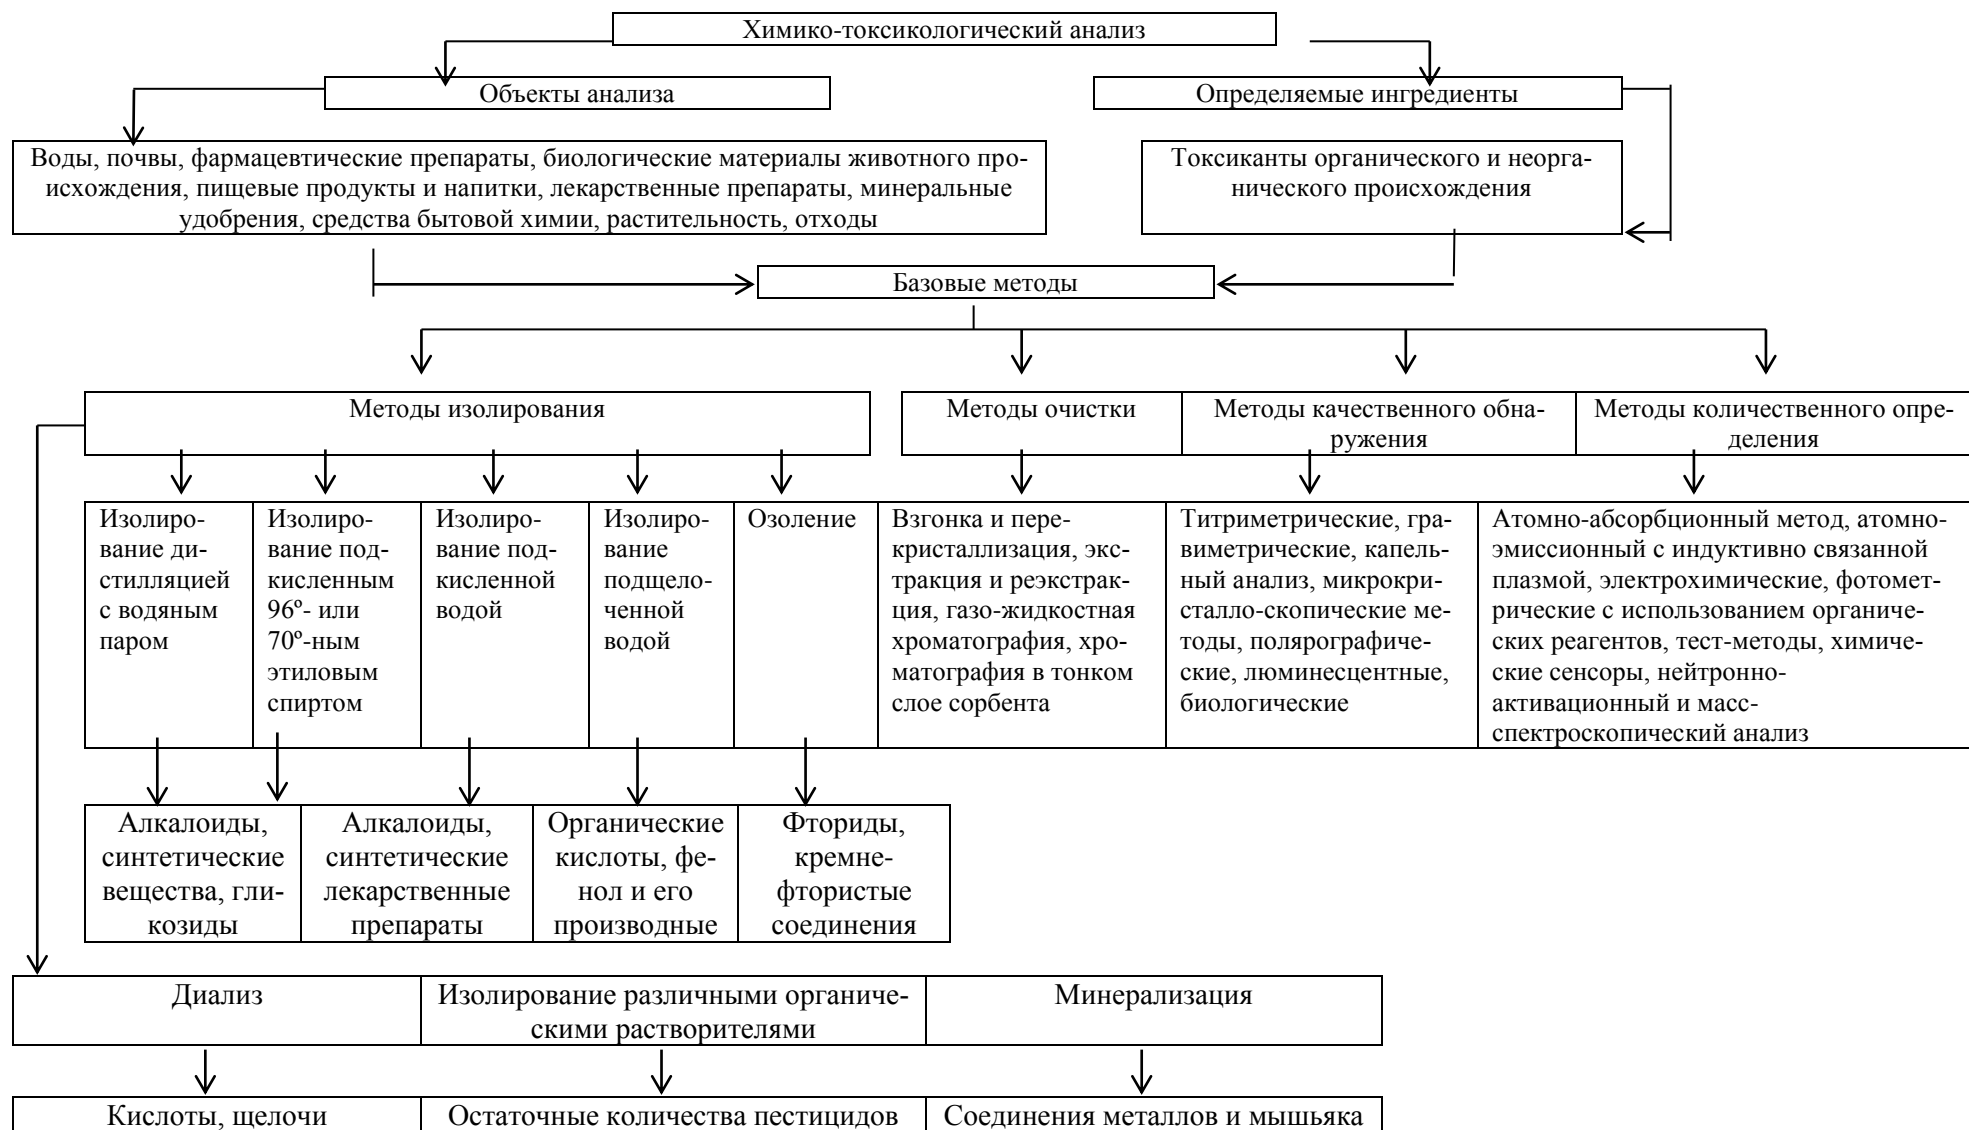 Химико-токсикологический анализ
Объекты анализа
Определяемые ингредиенты
Воды, почвы, фармацевтические препараты, биологические материалы животного про-
исхождения, пищевые продукты и напитки, лекарственные препараты, минеральные
удобрения, средства бытовой химии, растительность, отходы
Токсиканты органического и неорга-
нического происхождения
Базовые методы
Методы изолирования
Методы очистки
Методы качественного обна-
ружения
Методы количественного опре-
деления
Изолиро-
вание ди-
стилляцией
с водяным
паром
Изолиро-
вание под-
кисленным
96º- или
70º-ным
этиловым
спиртом
Изолиро-
вание под-
кисленной
водой
Изолиро-
вание
подщело-
ченной
водой
Озоление
Взгонка и пере-
кристаллизация, экс-
тракция и реэкстрак-
ция, газо-жидкостная
хроматография, хро-
матография в тонком
слое сорбента
Титриметрические, гра-
виметрические, капель-
ный анализ, микрокри-
сталло-скопические ме-
тоды, полярографиче-
ские, люминесцентные,
биологические
Атомно-абсорбционный метод, атомно-
эмиссионный с индуктивно связанной
плазмой, электрохимические, фотомет-
рические с использованием органиче-
ских реагентов, тест-методы, химиче-
ские сенсоры, нейтронно-
активационный и масс-
спектроскопический анализ
Алкалоиды,
синтетические
вещества, гли-
козиды
Алкалоиды,
синтетические
лекарственные
препараты
Органические
кислоты, фе-
нол и его
производные
Фториды,
кремне-
фтористые
соединения
Диализ
Изолирование различными органиче-
скими растворителями
Минерализация
Кислоты, щелочи
Остаточные количества пестицидов
Соединения металлов и мышьяка